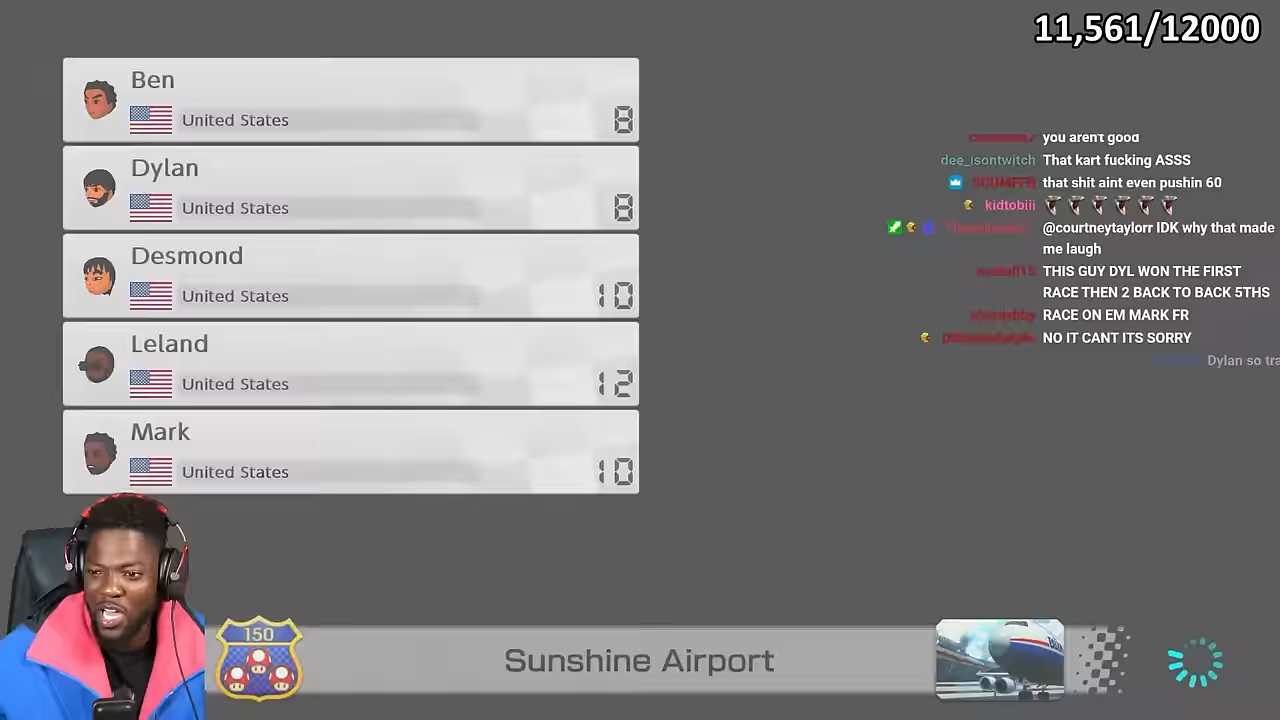 11,561/12000
Ben
United States
8
Dylan
United States
8
Desmond
United States
10
Leland
United States
12
Mark
United States
10
you aren't good
dee_isontwitch That kart fucking ASSS
that shit aint even pushin 60
kidtobiii
@courtneytaylorr IDK why that made
me laugh
THIS GUY DYL WON THE FIRST
RACE THEN 2 BACK TO BACK 5THS
RACE ON EM MARK FR
NO IT CANT ITS SORRY
Dylan so tra
150
Sunshine Airport